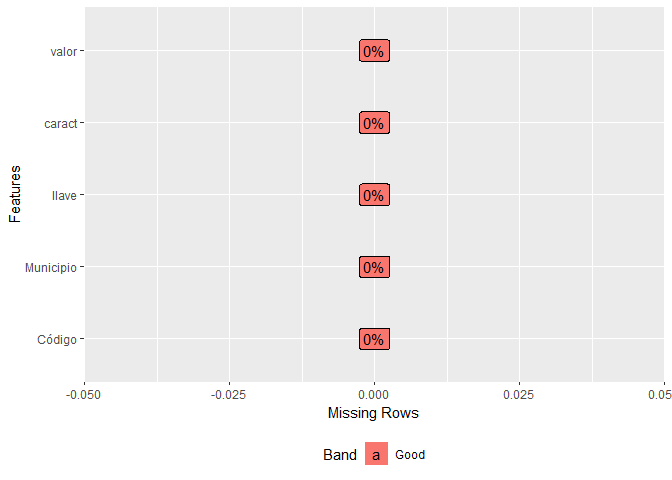 Features
valor 0%
caract 0%
llave 0%
Municipio 0%
Código 0%
-0.050 -0.025 0.000 0.025 0.05
Missing Rows
Band a Good